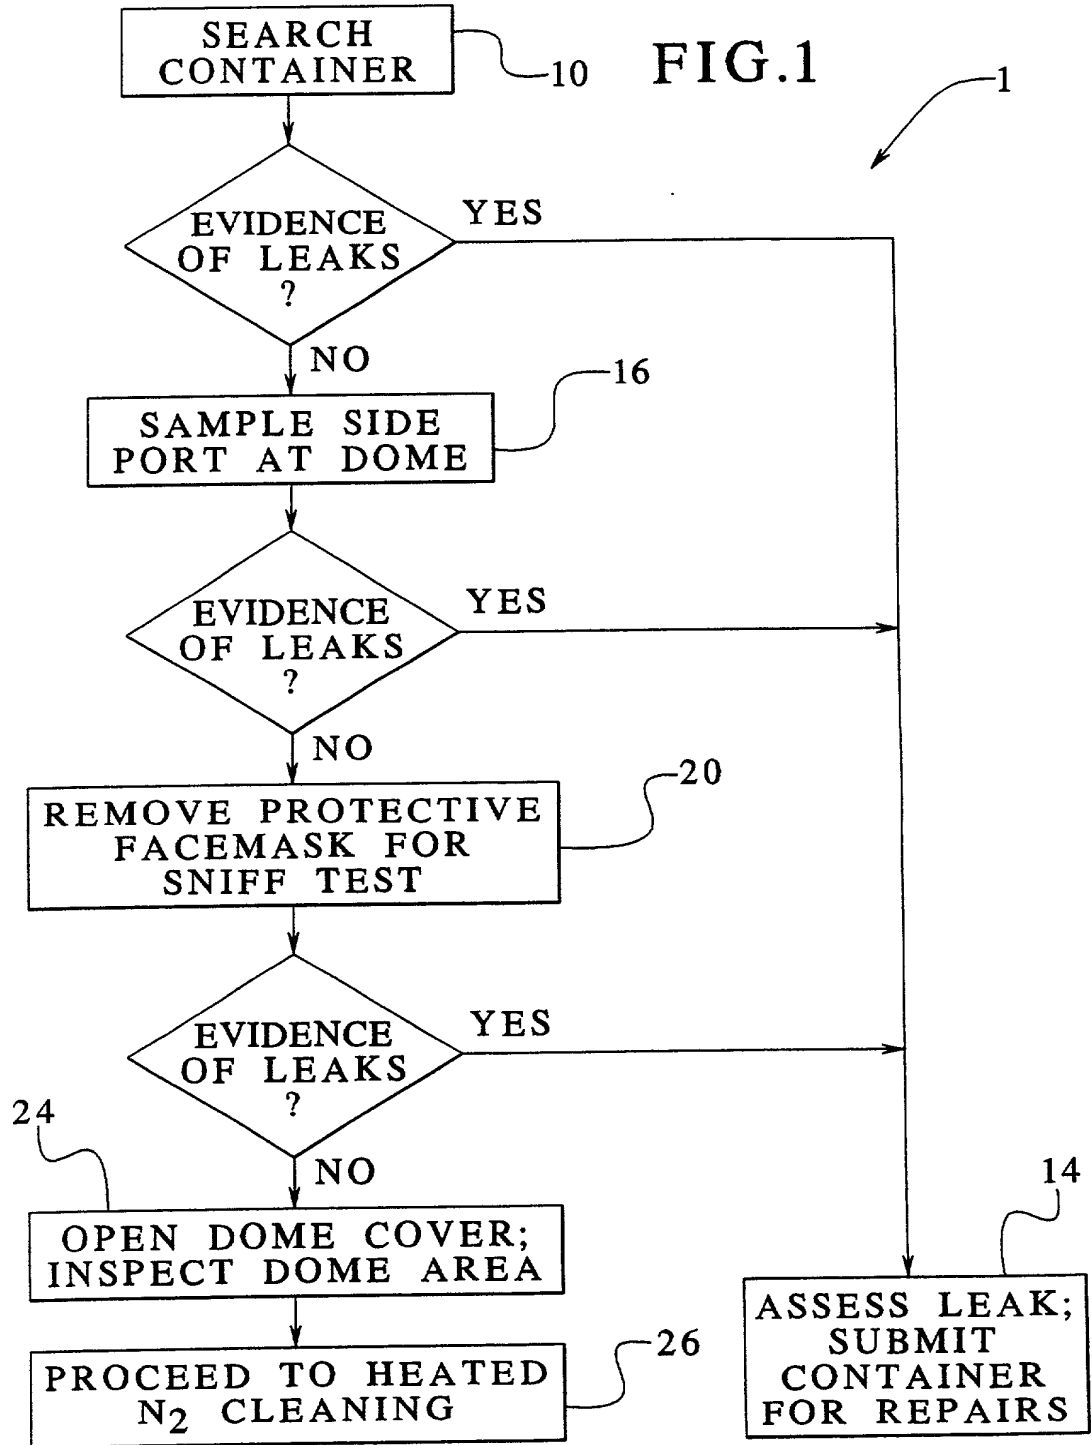 SEARCH
CONTAINER
10
FIG.1
1
EVIDENCE
OF LEAKS
?
YES
NO
16
SAMPLE SIDE
PORT AT DOME
EVIDENCE
OF LEAKS
?
YES
NO
20
REMOVE PROTECTIVE
FACEMASK FOR
SNIFF TEST
EVIDENCE
OF LEAKS
?
YES
NO
24
OPEN DOME COVER;
INSPECT DOME AREA
26
PROCEED TO HEATED
N₂ CLEANING
14
ASSESS LEAK;
SUBMIT
CONTAINER
FOR REPAIRS